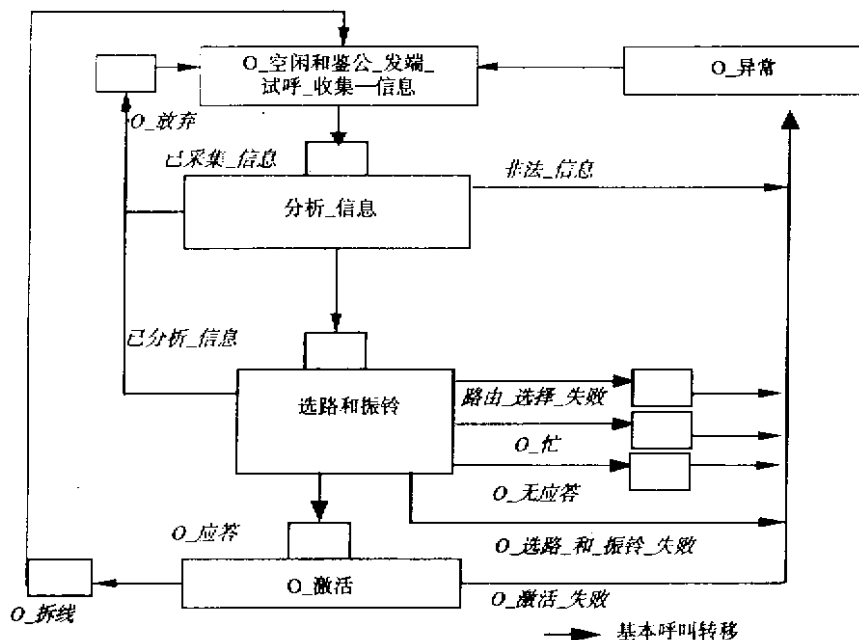 O_空闲和鉴公_发端_
试呼_收集一信息
O_异常
O_放弃
已采集_信息
非法_信息
分析_信息
已分析_信息
选路和振铃
路由_选择_失败
O_忙
O_无应答
O_应答
O_选路_和_振铃_失败
O_激活
O_激活_失败
O_拆线
基本呼叫转移